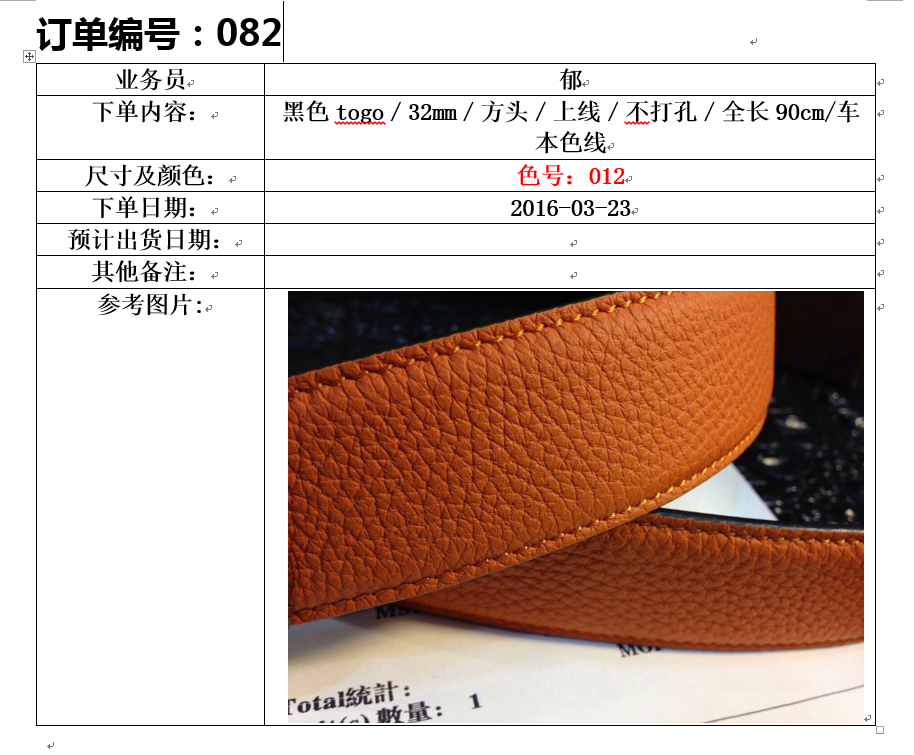 订单编号：082
业务员
郁
下单内容：
黑色 togo / 32mm / 方头 / 上线 / 不打孔 / 全长 90cm/车
本色线
尺寸及颜色：
色号：012
下单日期：
2016-03-23
预计出货日期：
其他备注：
参考图片:
Total統計：
數量： 1